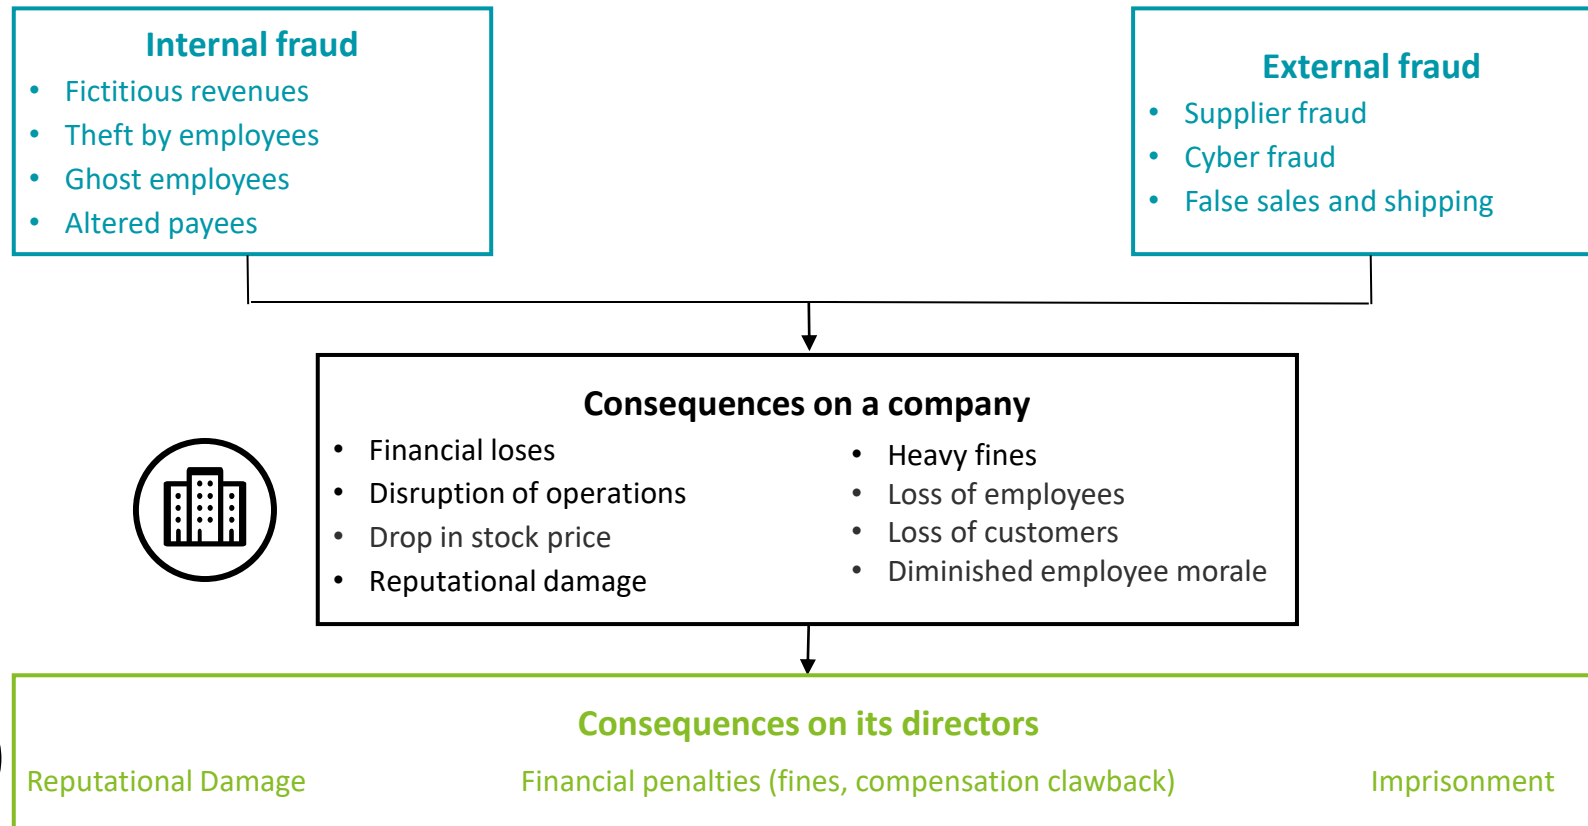 Internal fraud
• Fictitious revenues
• Theft by employees
• Ghost employees
• Altered payees
External fraud
• Supplier fraud
• Cyber fraud
• False sales and shipping
Consequences on a company
• Financial loses
• Disruption of operations
• Drop in stock price
• Reputational damage
• Heavy fines
• Loss of employees
• Loss of customers
• Diminished employee morale
Consequences on its directors
Reputational Damage
Financial penalties (fines, compensation clawback)
Imprisonment